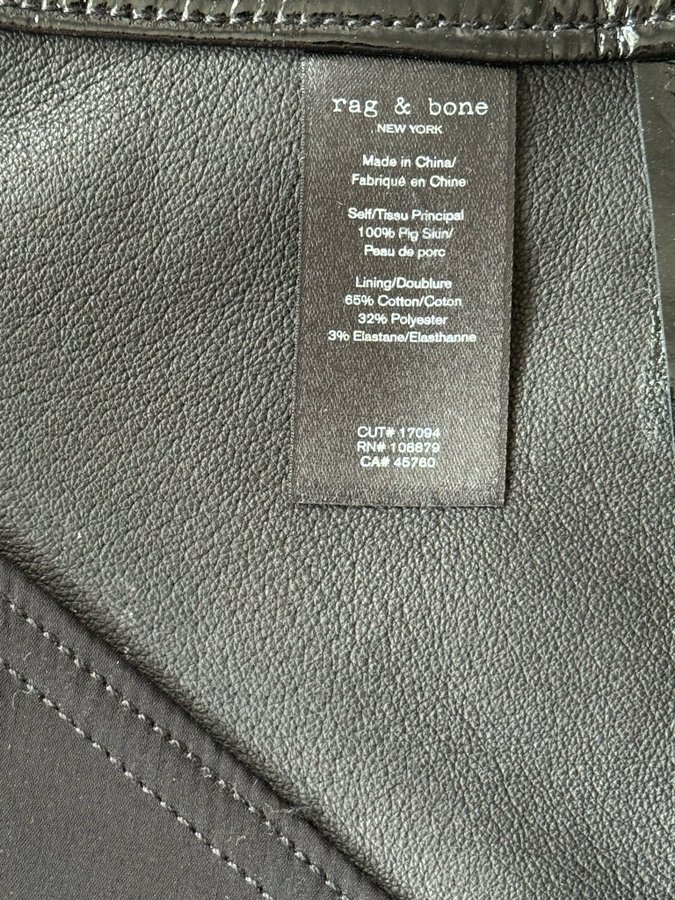 rag & bone
NEW YORK
Made in China/
Fabriqué en Chine
Self/Tissu Principal
100% Pig Skin/
Peau de porc
Lining/Doublure
65% Cotton/Coton
32% Polyester
3% Elastane/Elasthanne
CUT# 17094
RN# 108879
CA# 45760